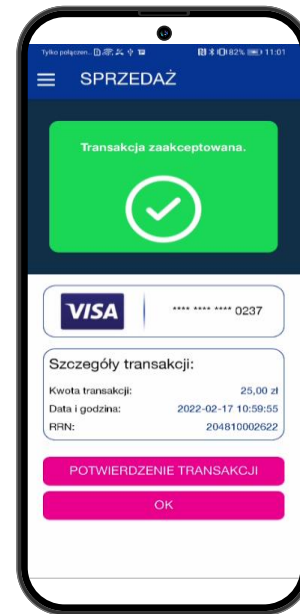 Tylko połączen.. 82% 11:01
SPRZEDAŻ
Transakcja zaakceptowana.
VISA **** **** **** 0237
Szczegóły transakcji:
Kwota transakcji: 25,00 zł
Data i godzina: 2022-02-17 10:59:55
RRN: 204810002622
POTWIERDZENIE TRANSAKCJI
OK